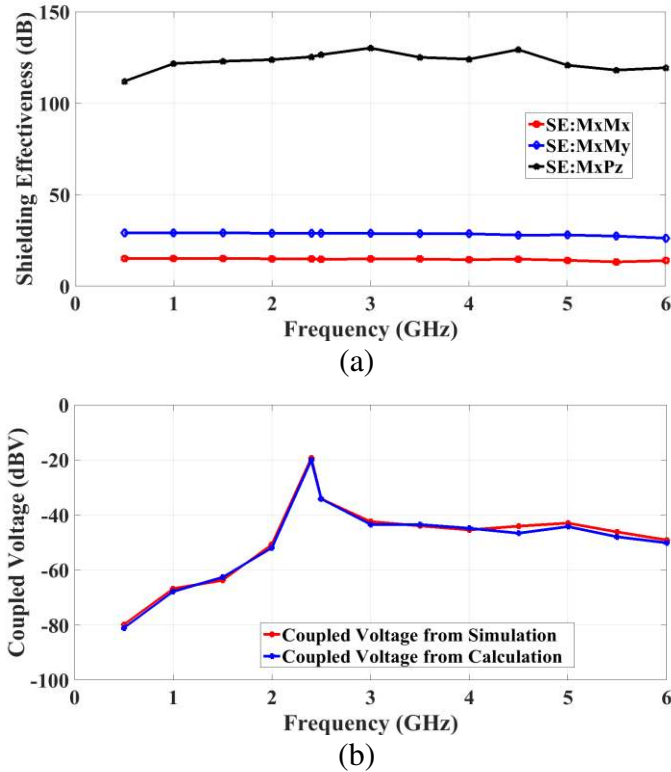 150
100
50
0
Shielding Effectiveness (dB)
SE:MxMx
SE:MxMy
SE:MxPz
0 1 2 3 4 5 6
Frequency (GHz)
(a)
0
-20
-40
-60
-80
-100
Coupled Voltage (dBV)
Coupled Voltage from Simulation
Coupled Voltage from Calculation
0 1 2 3 4 5 6
Frequency (GHz)
(b)